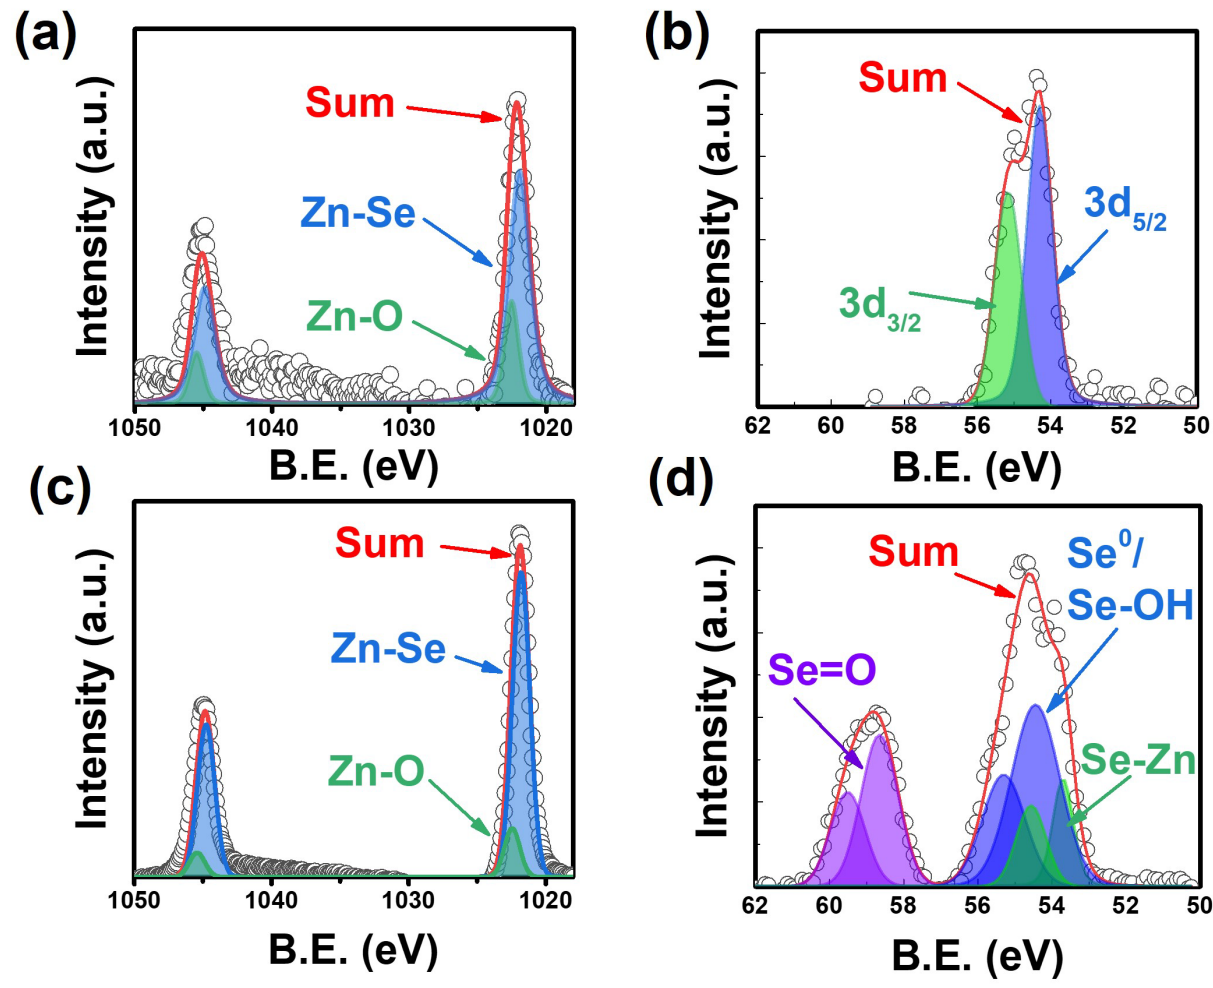 (a)
Intensity (a.u.)
Sum
Zn-Se
Zn-O
1050 1040 1030 1020
B.E. (eV)
(b)
Intensity (a.u.)
Sum
3d5/2
3d3/2
62 60 58 56 54 52 50
B.E. (eV)
(c)
Intensity (a.u.)
Sum
Zn-Se
Zn-O
1050 1040 1030 1020
B.E. (eV)
(d)
Intensity (a.u.)
Sum
Se⁰/
Se-OH
Se=O
Se-Zn
62 60 58 56 54 52 50
B.E. (eV)